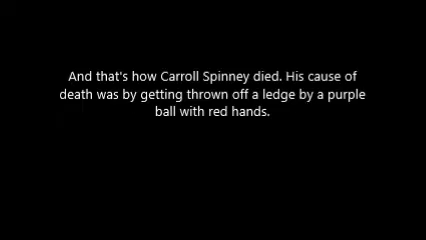 And that's how Carroll Spinney died. His cause of
death was by getting thrown off a ledge by a purple
ball with red hands.